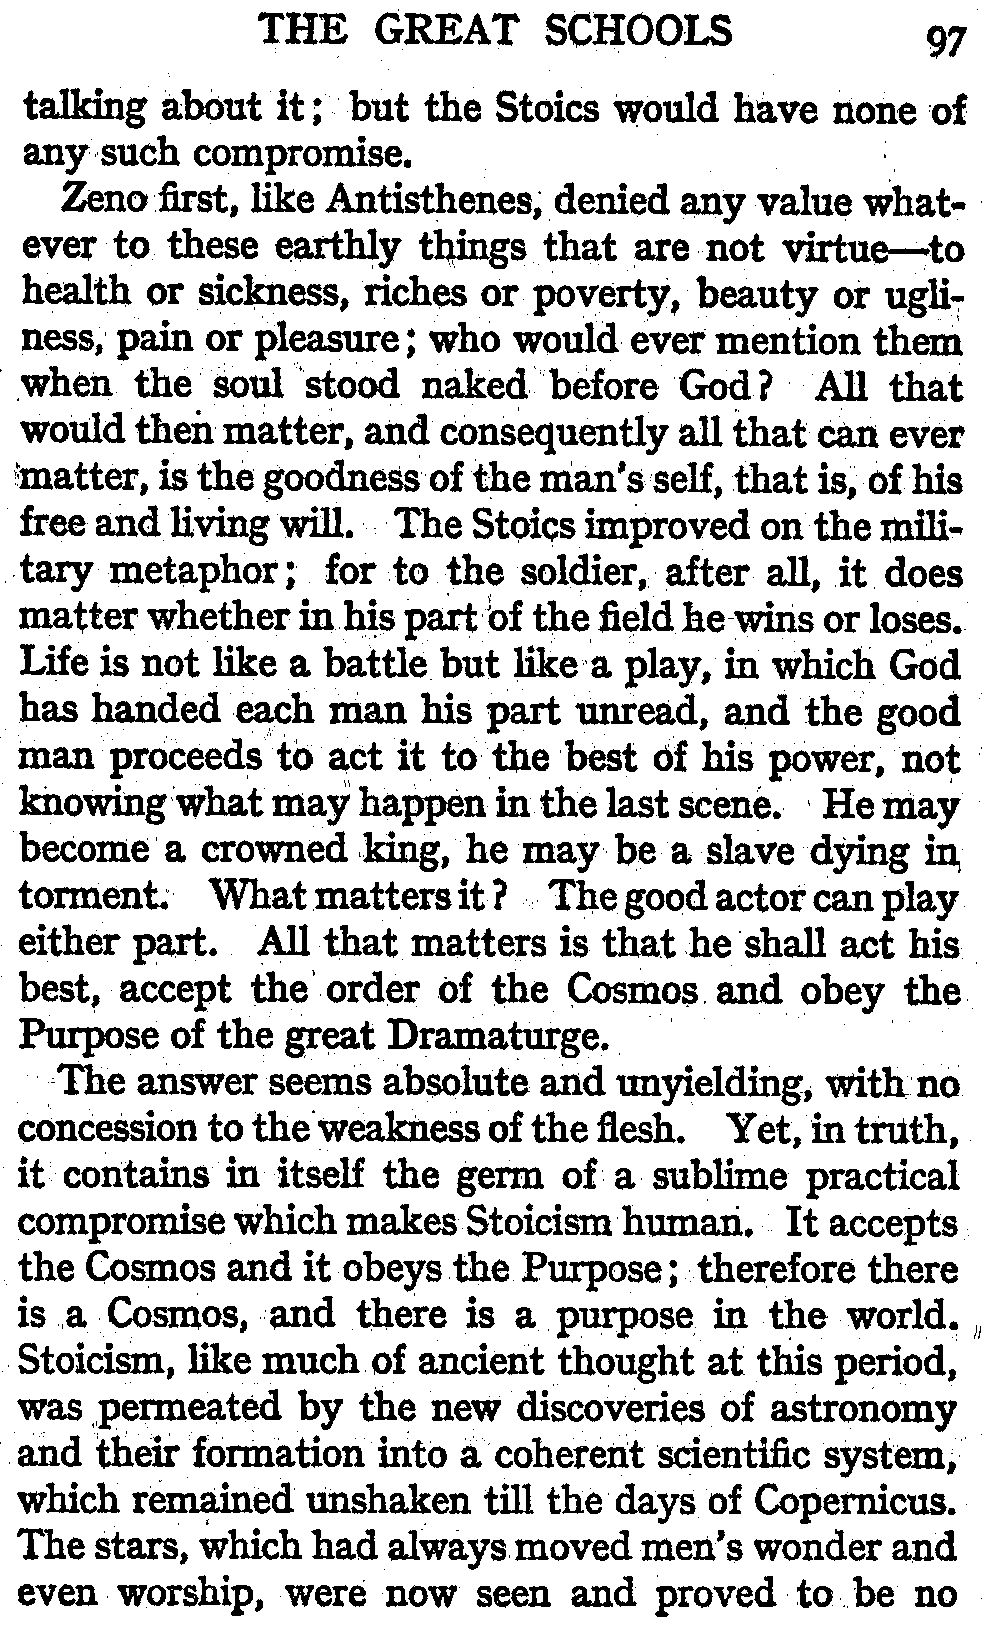 THE GREAT SCHOOLS 97
talking about it; but the Stoics would have none of
any such compromise.
Zeno first, like Antisthenes, denied any value what-
ever to these earthly things that are not virtue—to
health or sickness, riches or poverty, beauty or ugli-
ness, pain or pleasure; who would ever mention them
when the soul stood naked before God? All that
would then matter, and consequently all that can ever
matter, is the goodness of the man's self, that is, of his
free and living will. The Stoics improved on the mili-
tary metaphor; for to the soldier, after all, it does
matter whether in his part of the field he wins or loses.
Life is not like a battle but like a play, in which God
has handed each man his part unread, and the good
man proceeds to act it to the best of his power, not
knowing what may happen in the last scene. He may
become a crowned king, he may be a slave dying in
torment. What matters it? The good actor can play
either part. All that matters is that he shall act his
best, accept the order of the Cosmos and obey the
Purpose of the great Dramaturge.
The answer seems absolute and unyielding, with no
concession to the weakness of the flesh. Yet, in truth,
it contains in itself the germ of a sublime practical
compromise which makes Stoicism human. It accepts
the Cosmos and it obeys the Purpose; therefore there
is a Cosmos, and there is a purpose in the world.
Stoicism, like much of ancient thought at this period,
was permeated by the new discoveries of astronomy
and their formation into a coherent scientific system,
which remained unshaken till the days of Copernicus.
The stars, which had always moved men's wonder and
even worship, were now seen and proved to be no